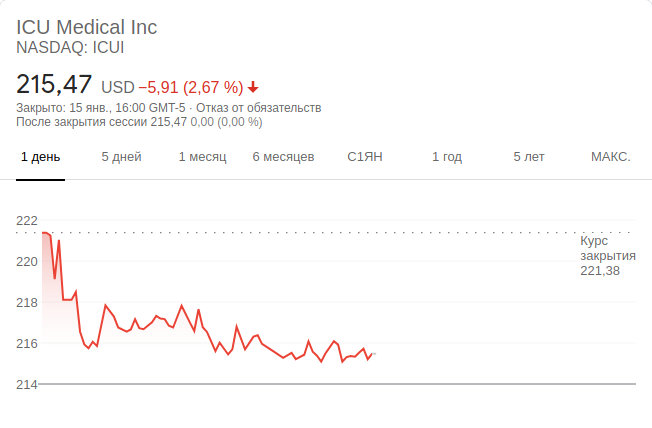 ICU Medical Inc
NASDAQ: ICUI
215,47 USD −5,91 (2,67 %)
Закрыто: 15 янв., 16:00 GMT-5 · Отказ от обязательств
После закрытия сессии 215,47 0,00 (0,00 %)
1 день 5 дней 1 месяц 6 месяцев С1ЯН 1 год 5 лет МАКС.
222
Курс
закрытия
221,38
220
218
216
214